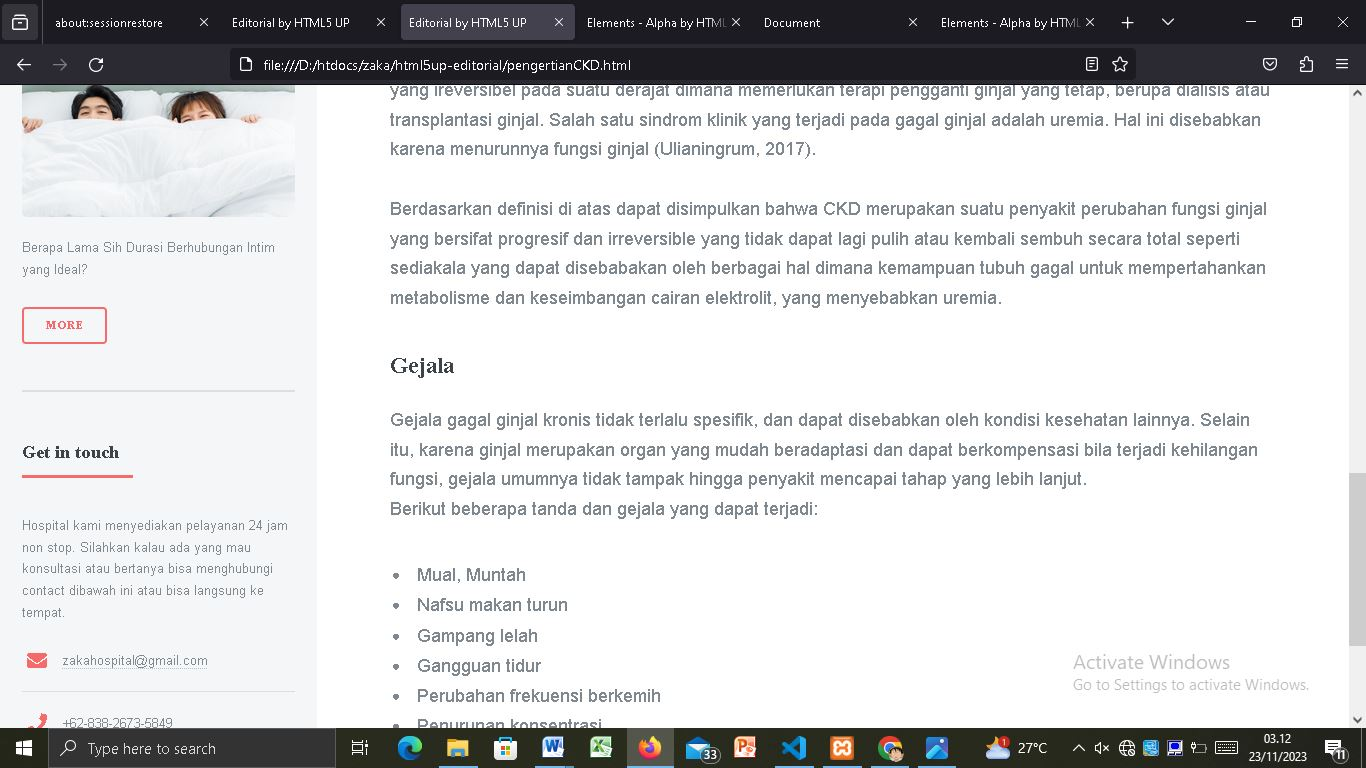 about:sessionrestore
Editorial by HTML5 UP
Editorial by HTML5 UP
Elements - Alpha by HTML
Document
Elements - Alpha by HTML
file:///D:/htdocs/zaka/html5up-editorial/pengertianCKD.html
Berapa Lama Sih Durasi Berhubungan Intim
yang Ideal?
MORE
Get in touch
Hospital kami menyediakan pelayanan 24 jam
non stop. Silahkan kalau ada yang mau
konsultasi atau bertanya bisa menghubungi
contact dibawah ini atau bisa langsung ke
tempat.
zakahospital@gmail.com
+62-838-2673-5849
yang ireversibel pada suatu derajat dimana memerlukan terapi pengganti ginjal yang tetap, berupa dialisis atau
transplantasi ginjal. Salah satu sindrom klinik yang terjadi pada gagal ginjal adalah uremia. Hal ini disebabkan
karena menurunnya fungsi ginjal (Ulianingrum, 2017).
Berdasarkan definisi di atas dapat disimpulkan bahwa CKD merupakan suatu penyakit perubahan fungsi ginjal
yang bersifat progresif dan irreversible yang tidak dapat lagi pulih atau kembali sembuh secara total seperti
sediakala yang dapat disebabakan oleh berbagai hal dimana kemampuan tubuh gagal untuk mempertahankan
metabolisme dan keseimbangan cairan elektrolit, yang menyebabkan uremia.
Gejala
Gejala gagal ginjal kronis tidak terlalu spesifik, dan dapat disebabkan oleh kondisi kesehatan lainnya. Selain
itu, karena ginjal merupakan organ yang mudah beradaptasi dan dapat berkompensasi bila terjadi kehilangan
fungsi, gejala umumnya tidak tampak hingga penyakit mencapai tahap yang lebih lanjut.
Berikut beberapa tanda dan gejala yang dapat terjadi:
• Mual, Muntah
• Nafsu makan turun
• Gampang lelah
• Gangguan tidur
• Perubahan frekuensi berkemih
• Penurunan konsentrasi
Activate Windows
Go to Settings to activate Windows.
Type here to search
33
1
27°C
03.12
23/11/2023
11